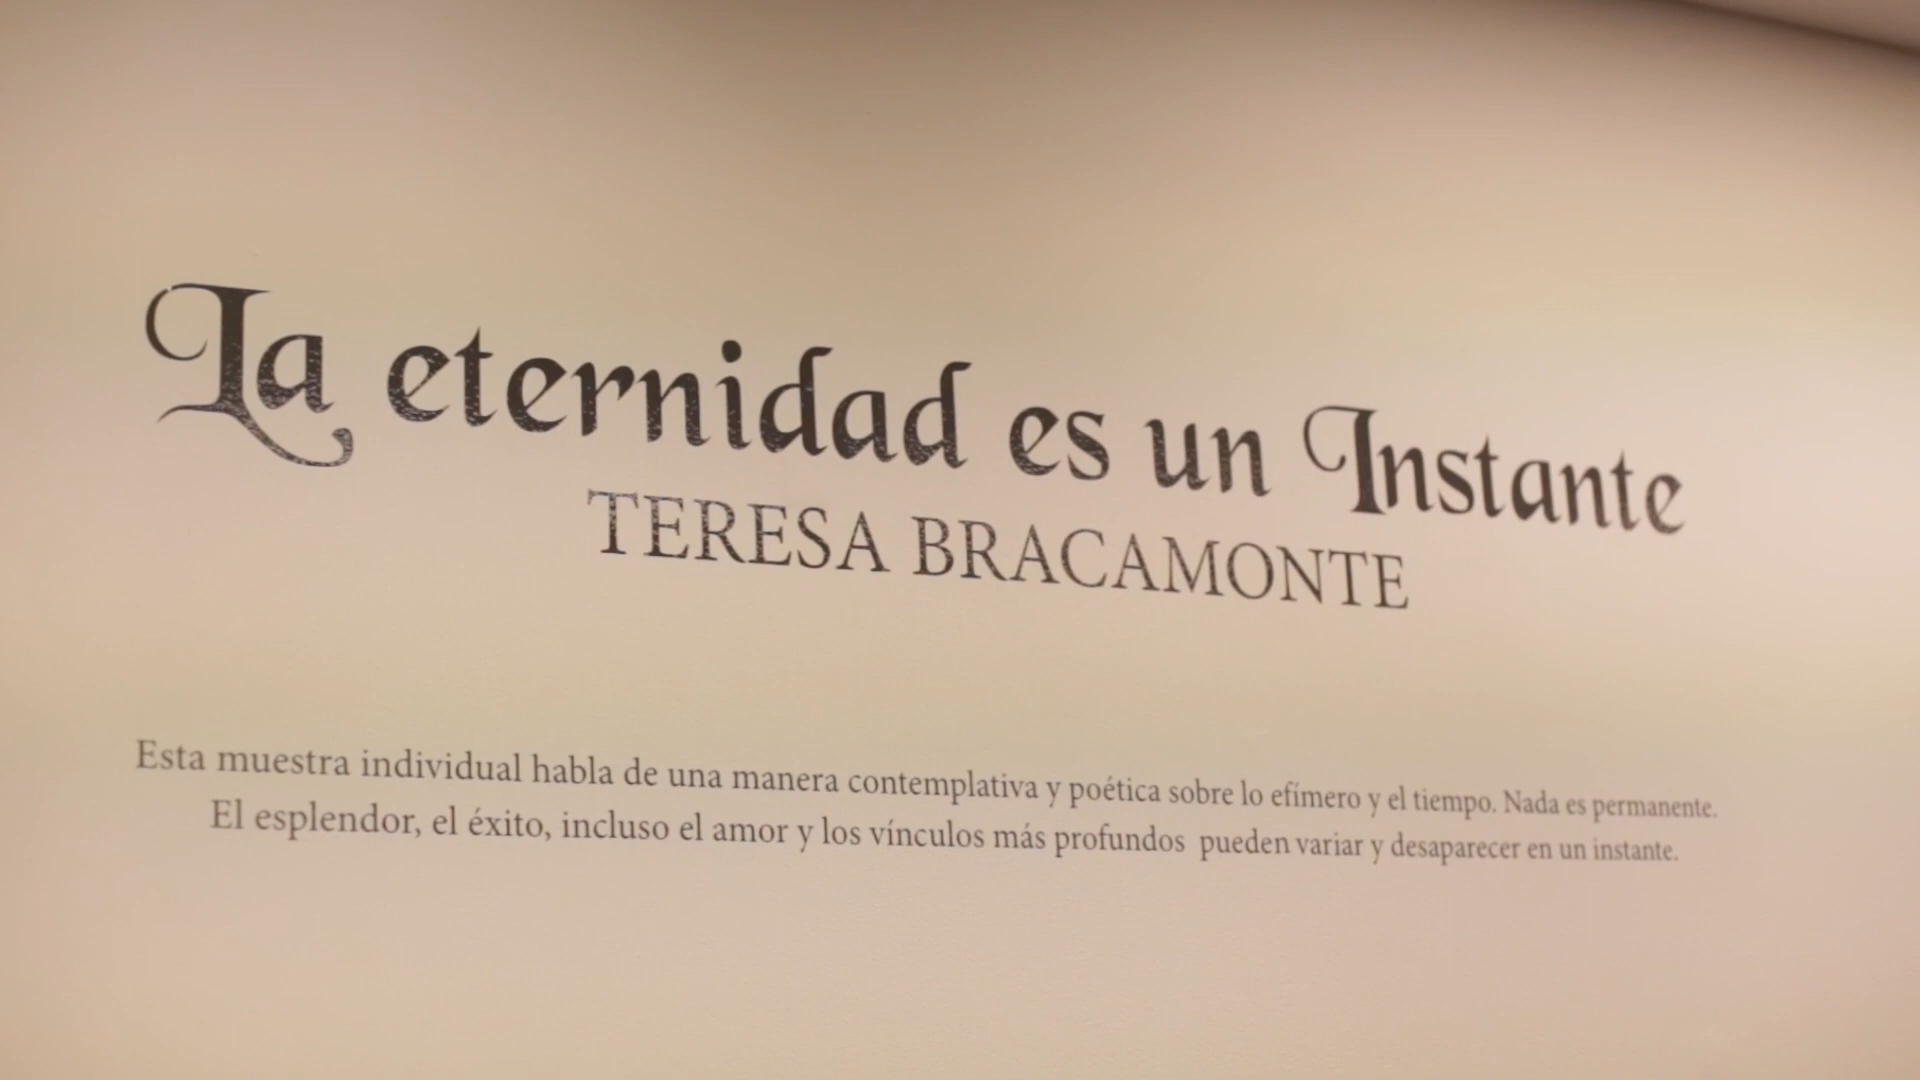 La eternidad es un Instante
TERESA BRACAMONTE
Esta muestra individual habla de una manera contemplativa y poética sobre lo efímero y el tiempo. Nada es permanente.
El esplendor, el éxito, incluso el amor y los vínculos más profundos pueden variar y desaparecer en un instante.